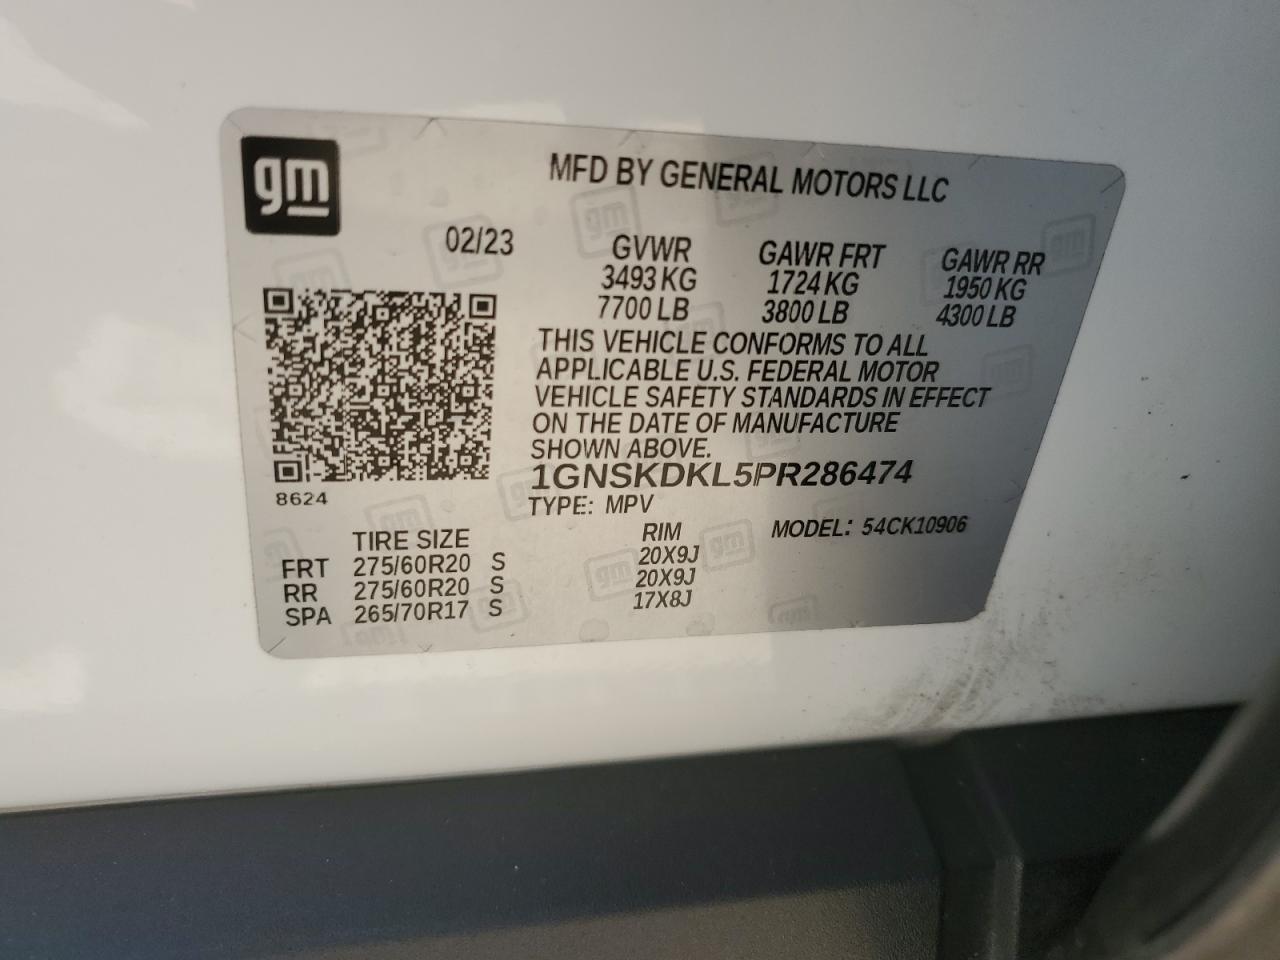 gm
MFD BY GENERAL MOTORS LLC
02/23 GVWR GAWR FRT GAWR RR
3493 KG 1724 KG 1950 KG
7700 LB 3800 LB 4300 LB
THIS VEHICLE CONFORMS TO ALL
APPLICABLE U.S. FEDERAL MOTOR
VEHICLE SAFETY STANDARDS IN EFFECT
ON THE DATE OF MANUFACTURE
SHOWN ABOVE.
1GNSKDKL5PR286474
8624
TYPE: MPV
MODEL: 54CK10906
TIRE SIZE RIM
FRT 275/60R20 S 20X9J
RR 275/60R20 S 20X9J
SPA 265/70R17 S 17X8J